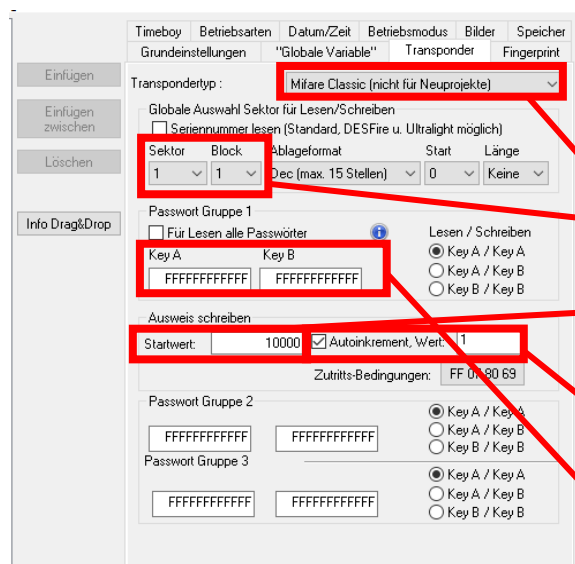 Timeboy Betriebsarten Datum/Zeit Betriebsmodus Bilder Speicher
Grundeinstellungen "Globale Variable" Transponder Fingerprint
Einfügen
Transpondertyp : Mifare Classic (nicht für Neuprojekte)
Einfügen
zwischen
Globale Auswahl Sektor für Lesen/Schreiben
Seriennummer lesen (Standard, DESFire u. Ultralight möglich)
Löschen
Sektor Block Ablageformat Start Länge
1 1 Dec (max. 15 Stellen) 0 Keine
Info Drag&Drop
Passwort Gruppe 1
Für Lesen alle Passwörter Lesen / Schreiben
Key A Key B Key A / Key A
FFFFFFFFFFFF FFFFFFFFFFFF Key A / Key B
Key B / Key B
Ausweis schreiben
Startwert: 10000 Autoinkrement, Wert: 1
Zutritts-Bedingungen: FF 07 80 69
Passwort Gruppe 2
Key A / Key A
FFFFFFFFFFFF FFFFFFFFFFFF Key A / Key B
Key B / Key B
Passwort Gruppe 3
Key A / Key A
FFFFFFFFFFFF FFFFFFFFFFFF Key A / Key B
Key B / Key B